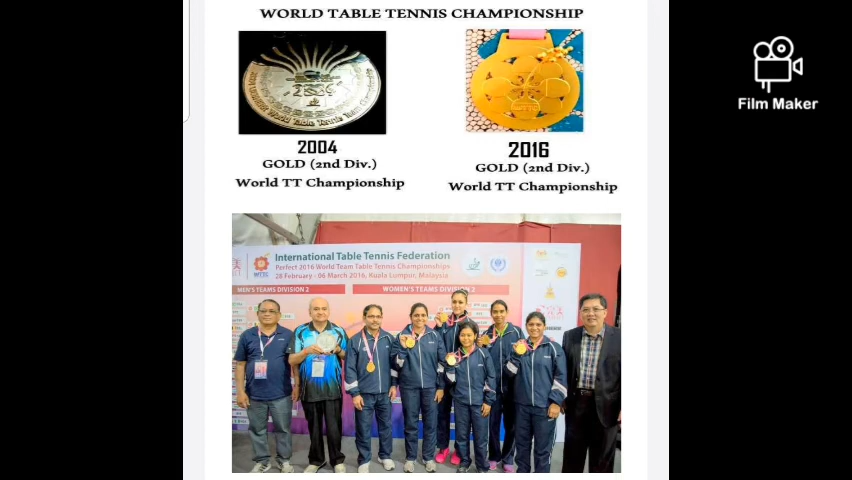 WORLD TABLE TENNIS CHAMPIONSHIP
2004
GOLD (2nd Div.)
World TT Championship
2016
GOLD (2nd Div.)
World TT Championship
Film Maker
International Table Tennis Federation
Perfect 2016 World Team Table Tennis Championships
28 February - 06 March 2016, Kuala Lumpur, Malaysia
MEN'S TEAMS DIVISION 2
WOMEN'S TEAMS DIVISION 2